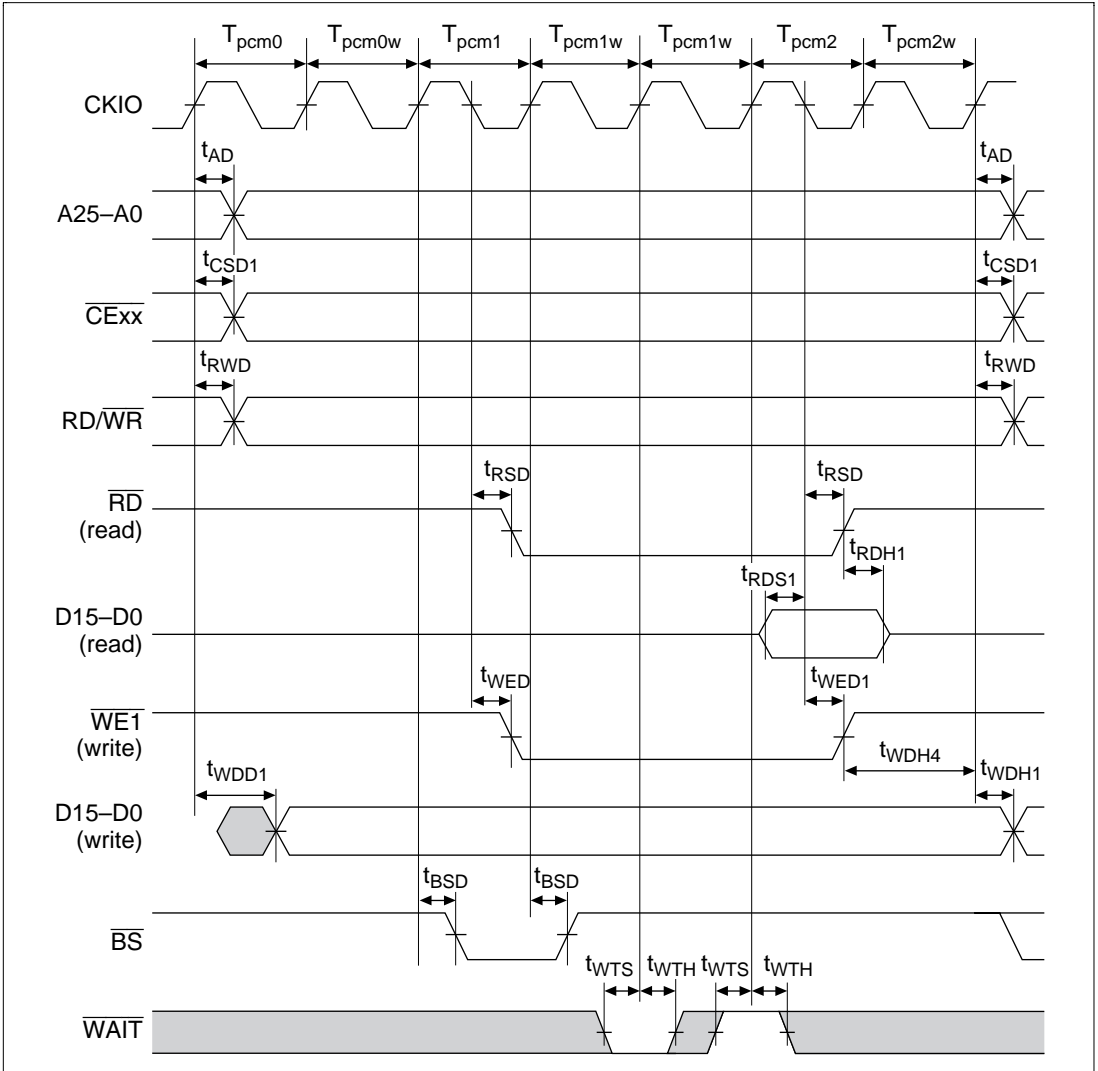 Tpcm0 Tpcm0w Tpcm1 Tpcm1w Tpcm1w Tpcm2 Tpcm2w
CKIO
tAD tAD
A25–A0
tCSD1 tCSD1
CExx
tRWD tRWD
RD/WR
tRSD tRSD
RD
(read)
tRDH1
tRDS1
D15–D0
(read)
tWED tWED1
WE1
(write)
tWDH4
tWDD1 tWDH1
D15–D0
(write)
tBSD tBSD
BS
tWTS tWTH tWTS tWTH
WAIT